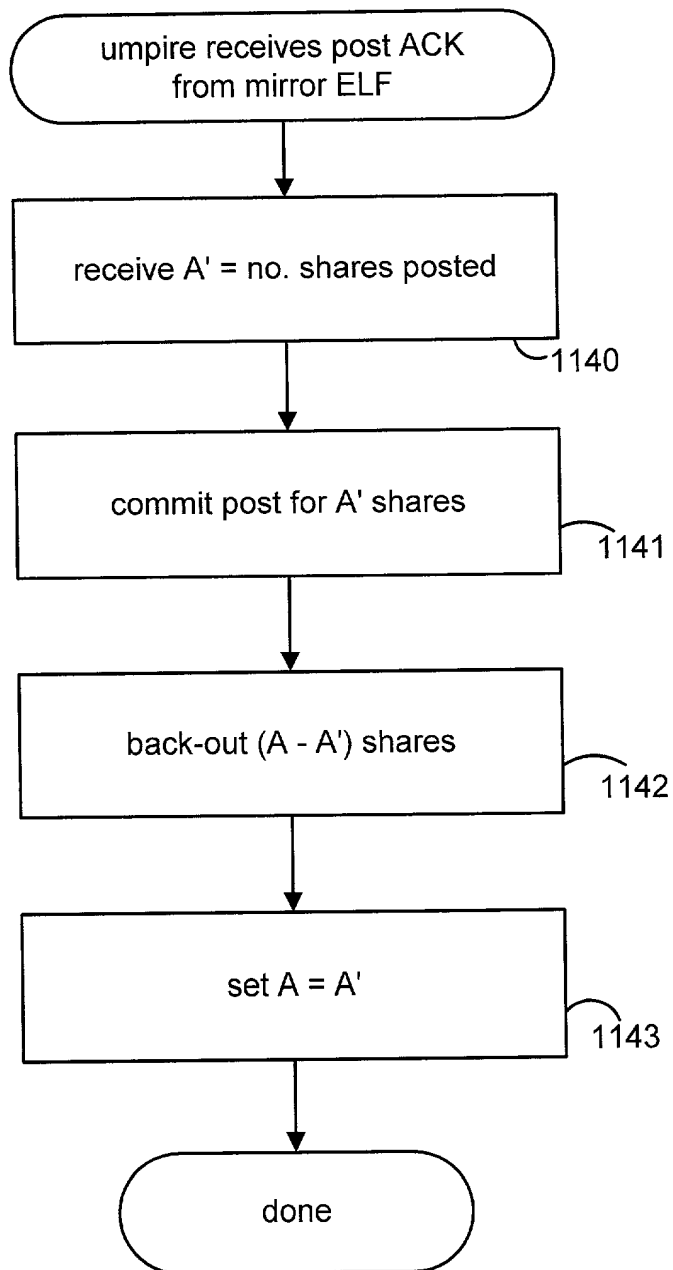 umpire receives post ACK
from mirror ELF
receive A' = no. shares posted
1140
commit post for A' shares
1141
back-out (A - A') shares
1142
set A = A'
1143
done